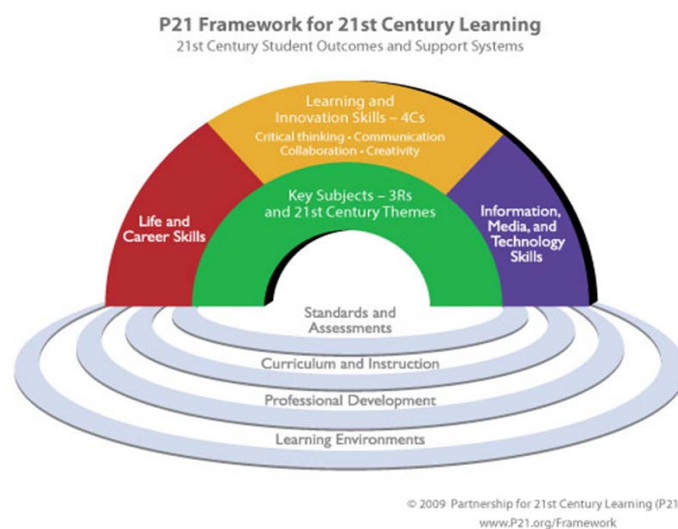 P21 Framework for 21st Century Learning
21st Century Student Outcomes and Support Systems
Learning and
Innovation Skills – 4Cs
Critical thinking • Communication
Collaboration • Creativity
Key Subjects – 3Rs
and 21st Century Themes
Life and
Career Skills
Information,
Media, and
Technology
Skills
Standards and
Assessments
Curriculum and Instruction
Professional Development
Learning Environments
© 2009 Partnership for 21st Century Learning (P21
www.P21.org/Framework